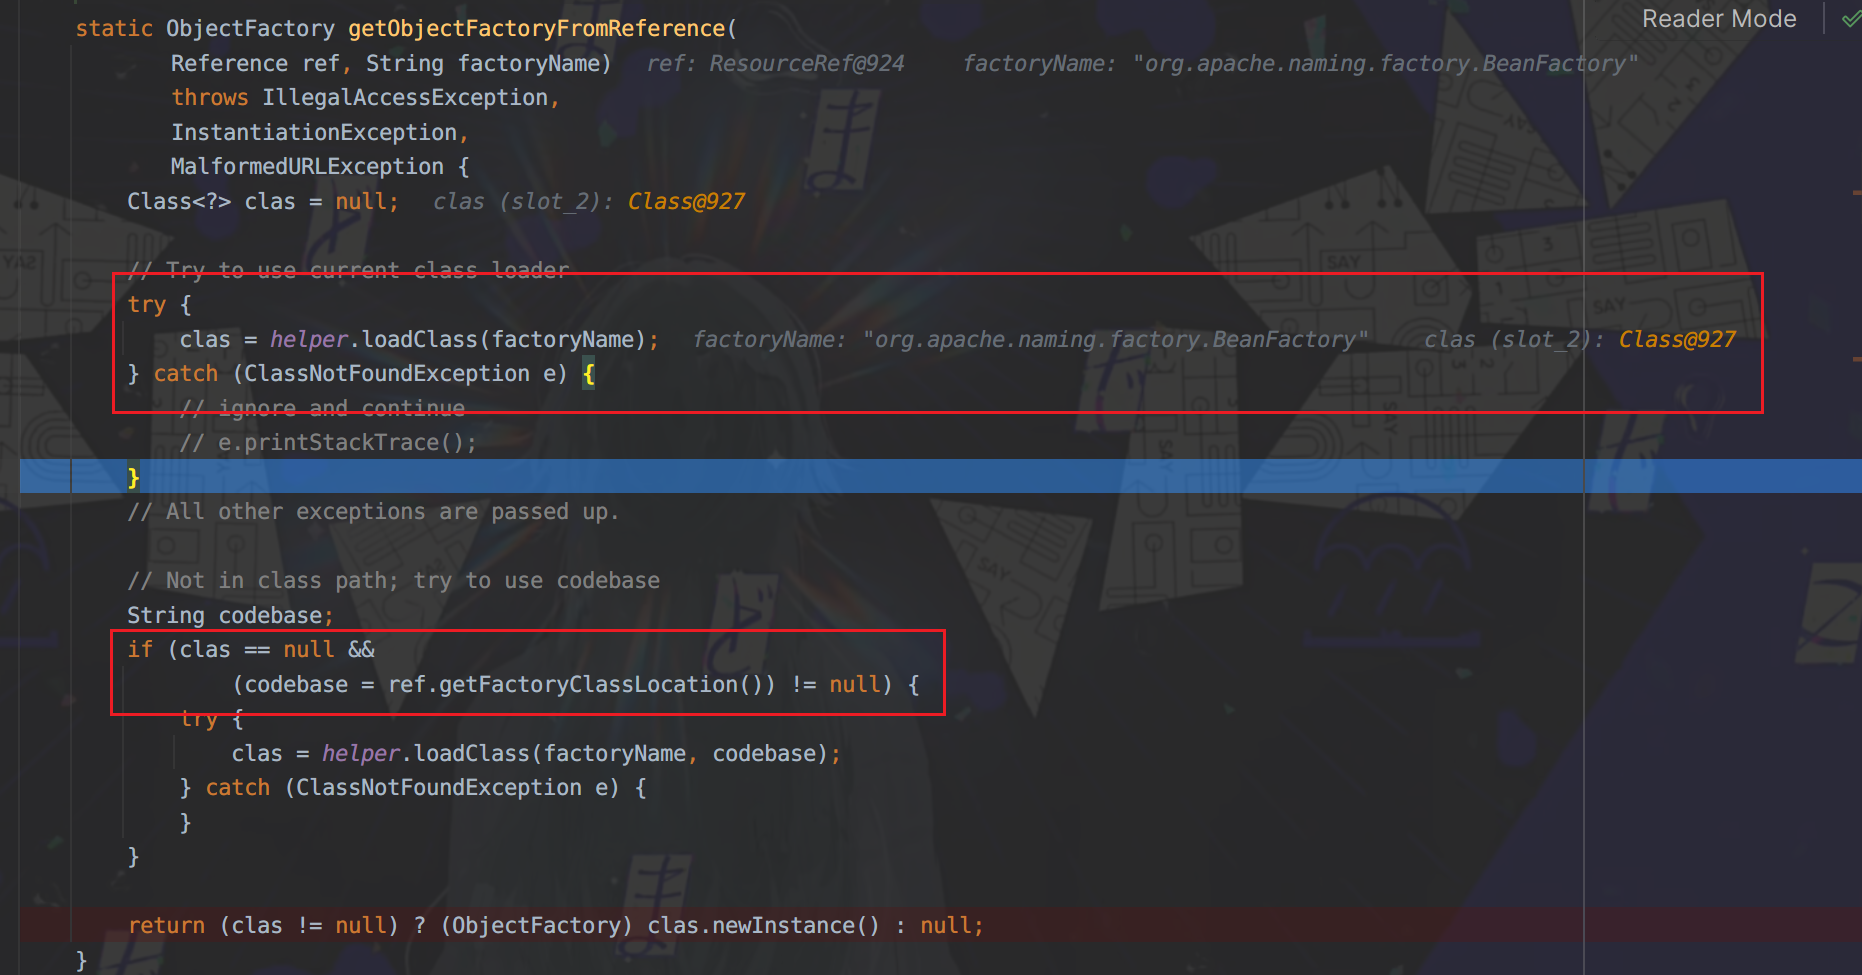 static ObjectFactory getObjectFactoryFromReference(
Reader Mode
Reference ref, String factoryName) ref: ResourceRef@924 factoryName: "org.apache.naming.factory.BeanFactory"
throws IllegalAccessException,
InstantiationException,
MalformedURLException {
Class<?> clas = null; clas (slot_2): Class@927
// Try to use current class loader
try {
clas = helper.loadClass(factoryName); factoryName: "org.apache.naming.factory.BeanFactory" clas (slot_2): Class@927
} catch (ClassNotFoundException e) {
// ignore and continue
// e.printStackTrace();
}
// All other exceptions are passed up.
// Not in class path; try to use codebase
String codebase;
if (clas == null &&
(codebase = ref.getFactoryClassLocation()) != null) {
try {
clas = helper.loadClass(factoryName, codebase);
} catch (ClassNotFoundException e) {
}
}
return (clas != null) ? (ObjectFactory) clas.newInstance() : null;
}